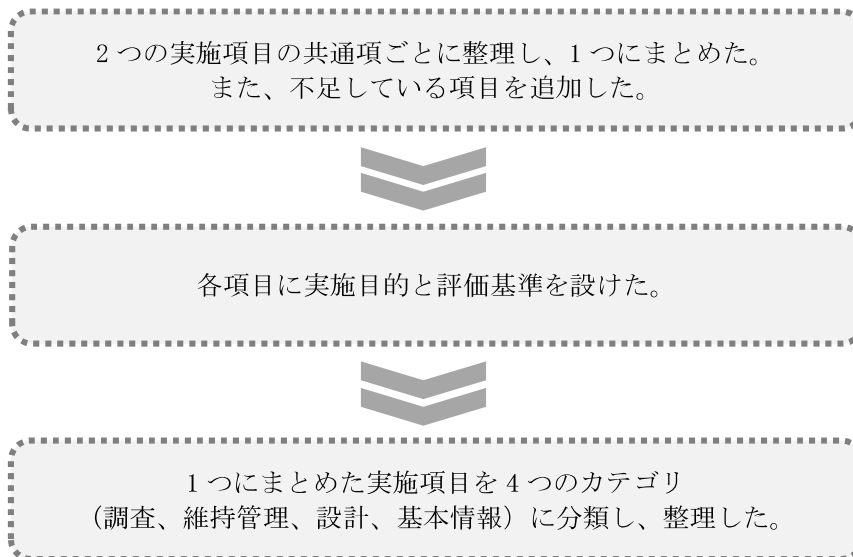 2つの実施項目の共通項ごとに整理し、1つにまとめた。
また、不足している項目を追加した。
各項目に実施目的と評価基準を設けた。
1つにまとめた実施項目を4つのカテゴリ
（調査、維持管理、設計、基本情報）に分類し、整理した。